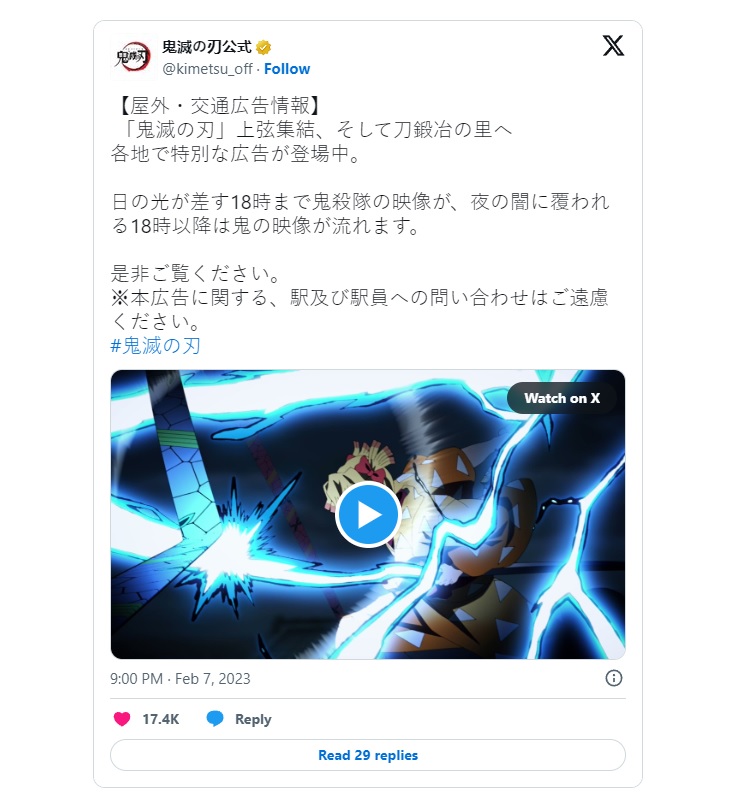 鬼滅の刃
鬼滅の刃公式
@kimetsu_off · Follow
【屋外・交通広告情報】
「鬼滅の刃」上弦集結、そして刀鍛冶の里へ
各地で特別な広告が登場中。
日の光が差す18時まで鬼殺隊の映像が、夜の闇に覆われ
る18時以降は鬼の映像が流れます。
是非ご覧ください。
※本広告に関する、駅及び駅員への問い合わせはご遠慮
ください。
#鬼滅の刃
Watch on X
9:00 PM · Feb 7, 2023
17.4K Reply
Read 29 replies